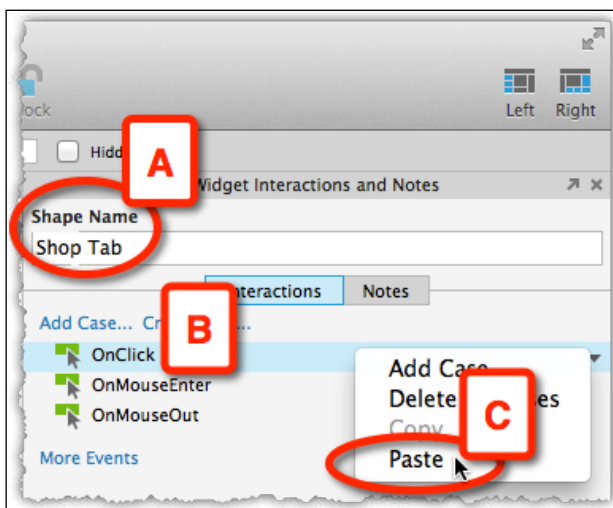 ock
Left Right
Hidd
A
Widget Interactions and Notes
Shape Name
Shop Tab
Interactions Notes
Add Case... Cr ...
B
OnClick
OnMouseEnter
OnMouseOut
More Events
Add Case
Delete es
Copy
Paste
C